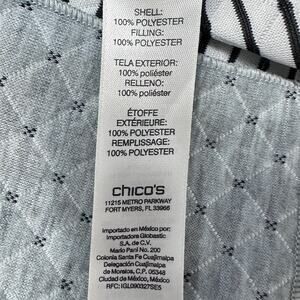 SHELL:
100% POLYESTER
FILLING:
100% POLYESTER
TELA EXTERIOR:
100% poliéster
RELLENO:
100% poliéster
ÉTOFFE
EXTÉRIEURE:
100% POLYESTER
REMPLISSAGE:
100% POLYESTER
chico's
11215 METRO PARKWAY
FORT MYERS, FL 33966
Importado en México por:
Importadora Globastic
S.A. de C.V.
Mario Pani No. 200
Colonia Santa Fe Cuajimalpa
Delegación Cuajimalpa
de Morelos, C.P. 05348
Ciudad de México, México
RFC: IGL090327SE5